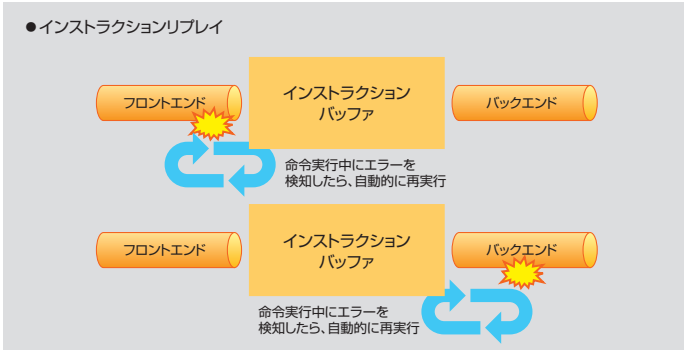 ●インストラクションリプレイ
フロントエンド
インストラクション
バッファ
バックエンド
命令実行中にエラーを
検知したら、自動的に再実行
フロントエンド
インストラクション
バッファ
バックエンド
命令実行中にエラーを
検知したら、自動的に再実行